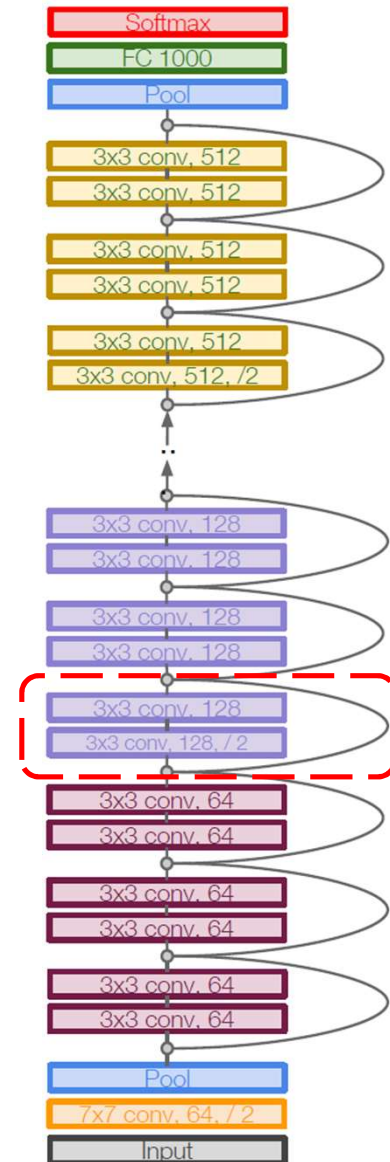 Softmax
FC 1000
Pool
3x3 conv, 512
3x3 conv, 512
3x3 conv, 512
3x3 conv, 512
3x3 conv, 512
3x3 conv, 512, /2
..
3x3 conv, 128
3x3 conv, 128
3x3 conv, 128
3x3 conv, 128
3x3 conv, 128
3x3 conv, 128, / 2
3x3 conv, 64
3x3 conv, 64
3x3 conv, 64
3x3 conv, 64
3x3 conv, 64
3x3 conv, 64
Pool
7x7 conv, 64, / 2
Input